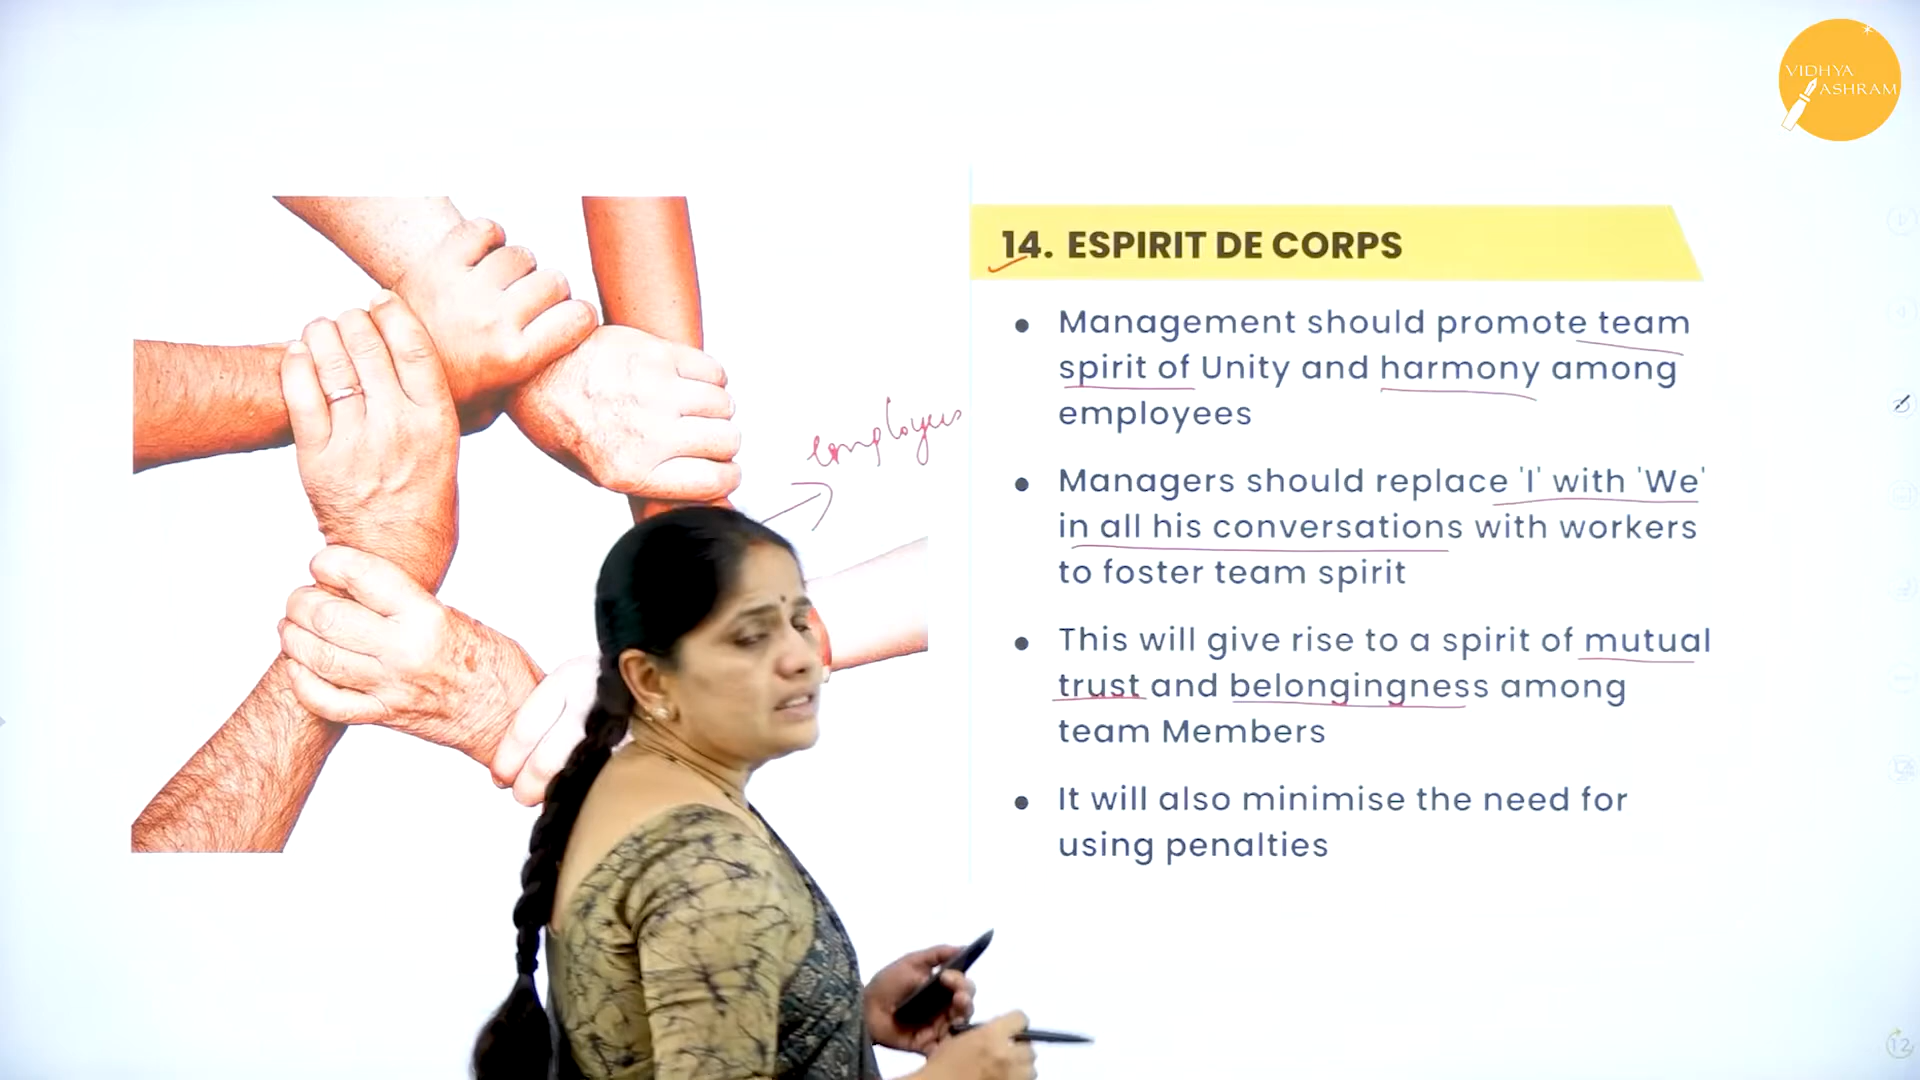 VIDHYA
ASHRAM
14. ESPIRIT DE CORPS
Management should promote team
spirit of Unity and harmony among
employees
employees
Managers should replace 'I' with 'We'
in all his conversations with workers
to foster team spirit
This will give rise to a spirit of mutual
trust and belongingness among
team Members
It will also minimise the need for
using penalties
12